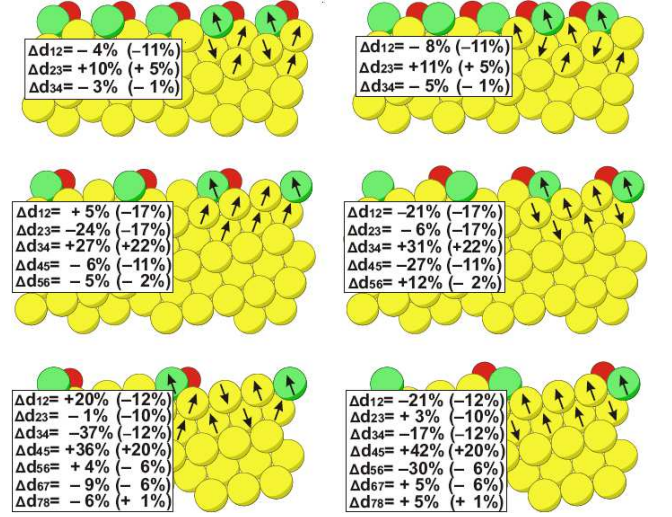 Δd12= – 4% (–11%)
Δd23= +10% (+ 5%)
Δd34= – 3% (– 1%)
Δd12= – 8% (–11%)
Δd23= +11% (+ 5%)
Δd34= – 5% (– 1%)
Δd12= + 5% (–17%)
Δd23= –24% (–17%)
Δd34= +27% (+22%)
Δd45= – 6% (–11%)
Δd56= – 5% (– 2%)
Δd12= –21% (–17%)
Δd23= – 6% (–17%)
Δd34= +31% (+22%)
Δd45= –27% (–11%)
Δd56= +12% (– 2%)
Δd12= +20% (–12%)
Δd23= – 1% (–10%)
Δd34= –37% (–12%)
Δd45= +36% (+20%)
Δd56= + 4% (– 6%)
Δd67= – 9% (– 6%)
Δd78= – 6% (+ 1%)
Δd12= –21% (–12%)
Δd23= + 3% (–10%)
Δd34= –17% (–12%)
Δd45= +42% (+20%)
Δd56= –30% (– 6%)
Δd67= + 5% (– 6%)
Δd78= + 5% (+ 1%)